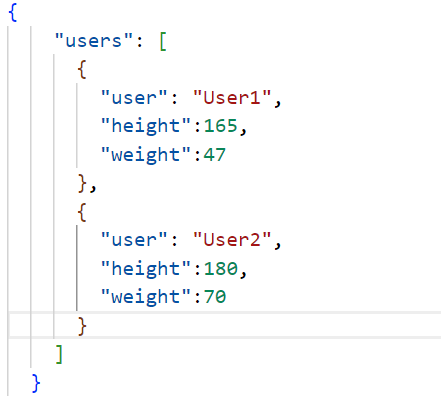 {
"users": [
{
"user": "User1",
"height":165,
"weight":47
},
{
"user": "User2",
"height":180,
"weight":70
}
]
}